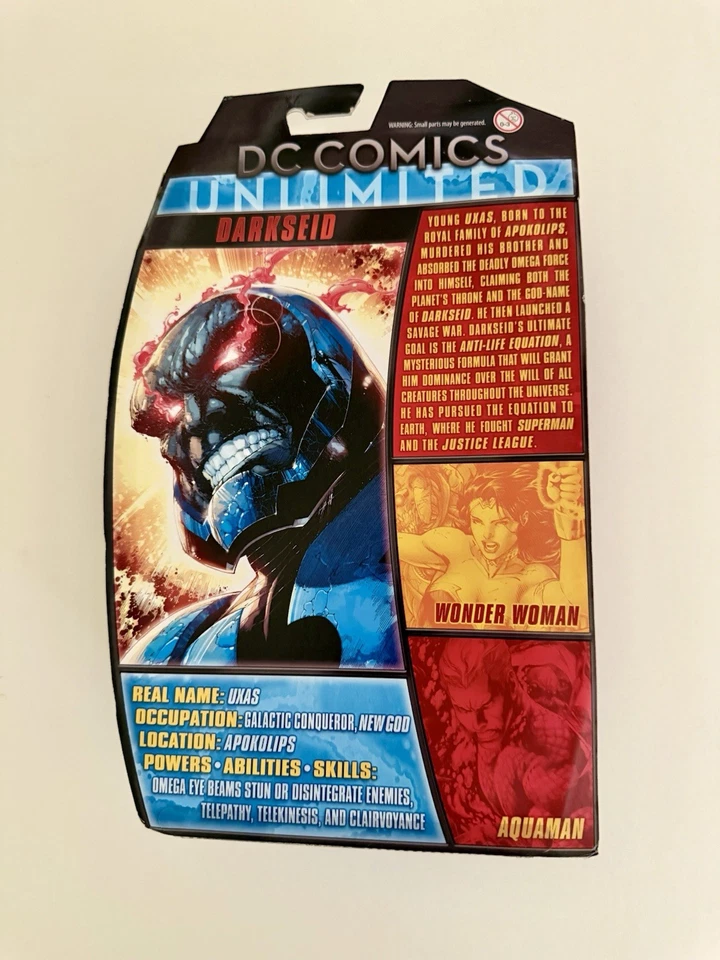 WARNING: Small parts may be generated.
0-3
DC COMICS
UNLIMITED
DARKSEID
YOUNG UXAS, BORN TO THE
ROYAL FAMILY OF APOKOLIPS,
MURDERED HIS BROTHER AND
ABSORBED THE DEADLY OMEGA FORCE
INTO HIMSELF, CLAIMING BOTH THE
PLANET'S THRONE AND THE GOD-NAME
OF DARKSEID. HE THEN LAUNCHED A
SAVAGE WAR. DARKSEID'S ULTIMATE
GOAL IS THE ANTI-LIFE EQUATION, A
MYSTERIOUS FORMULA THAT WILL GRANT
HIM DOMINANCE OVER THE WILL OF ALL
CREATURES THROUGHOUT THE UNIVERSE.
HE HAS PURSUED THE EQUATION TO
EARTH, WHERE HE FOUGHT SUPERMAN
AND THE JUSTICE LEAGUE.
WONDER WOMAN
AQUAMAN
REAL NAME: UXAS
OCCUPATION: GALACTIC CONQUEROR, NEW GOD
LOCATION: APOKOLIPS
POWERS • ABILITIES • SKILLS:
OMEGA EYE BEAMS STUN OR DISINTEGRATE ENEMIES,
TELEPATHY, TELEKINESIS, AND CLAIRVOYANCE